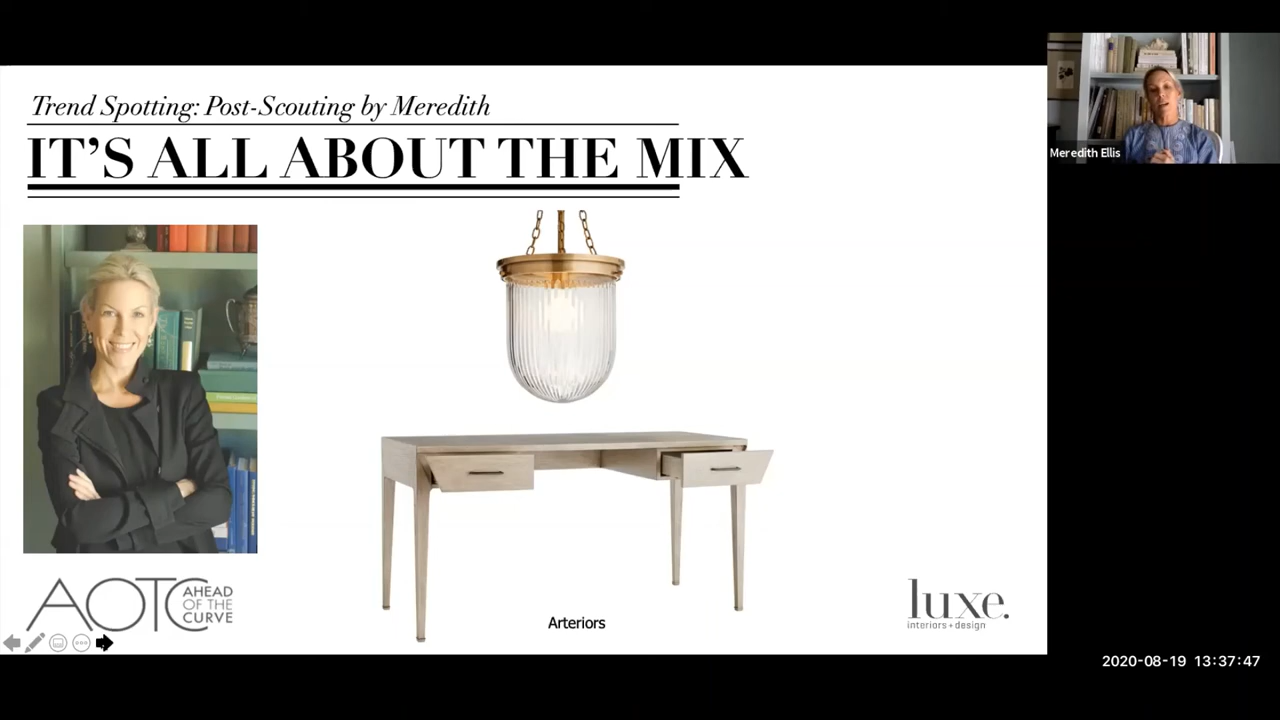 Trend Spotting: Post-Scouting by Meredith
IT'S ALL ABOUT THE MIX
Meredith Ellis
Arteriors
AOTC AHEAD
OF THE
CURVE
luxe.
interiors+design
2020-08-19 13:37:47